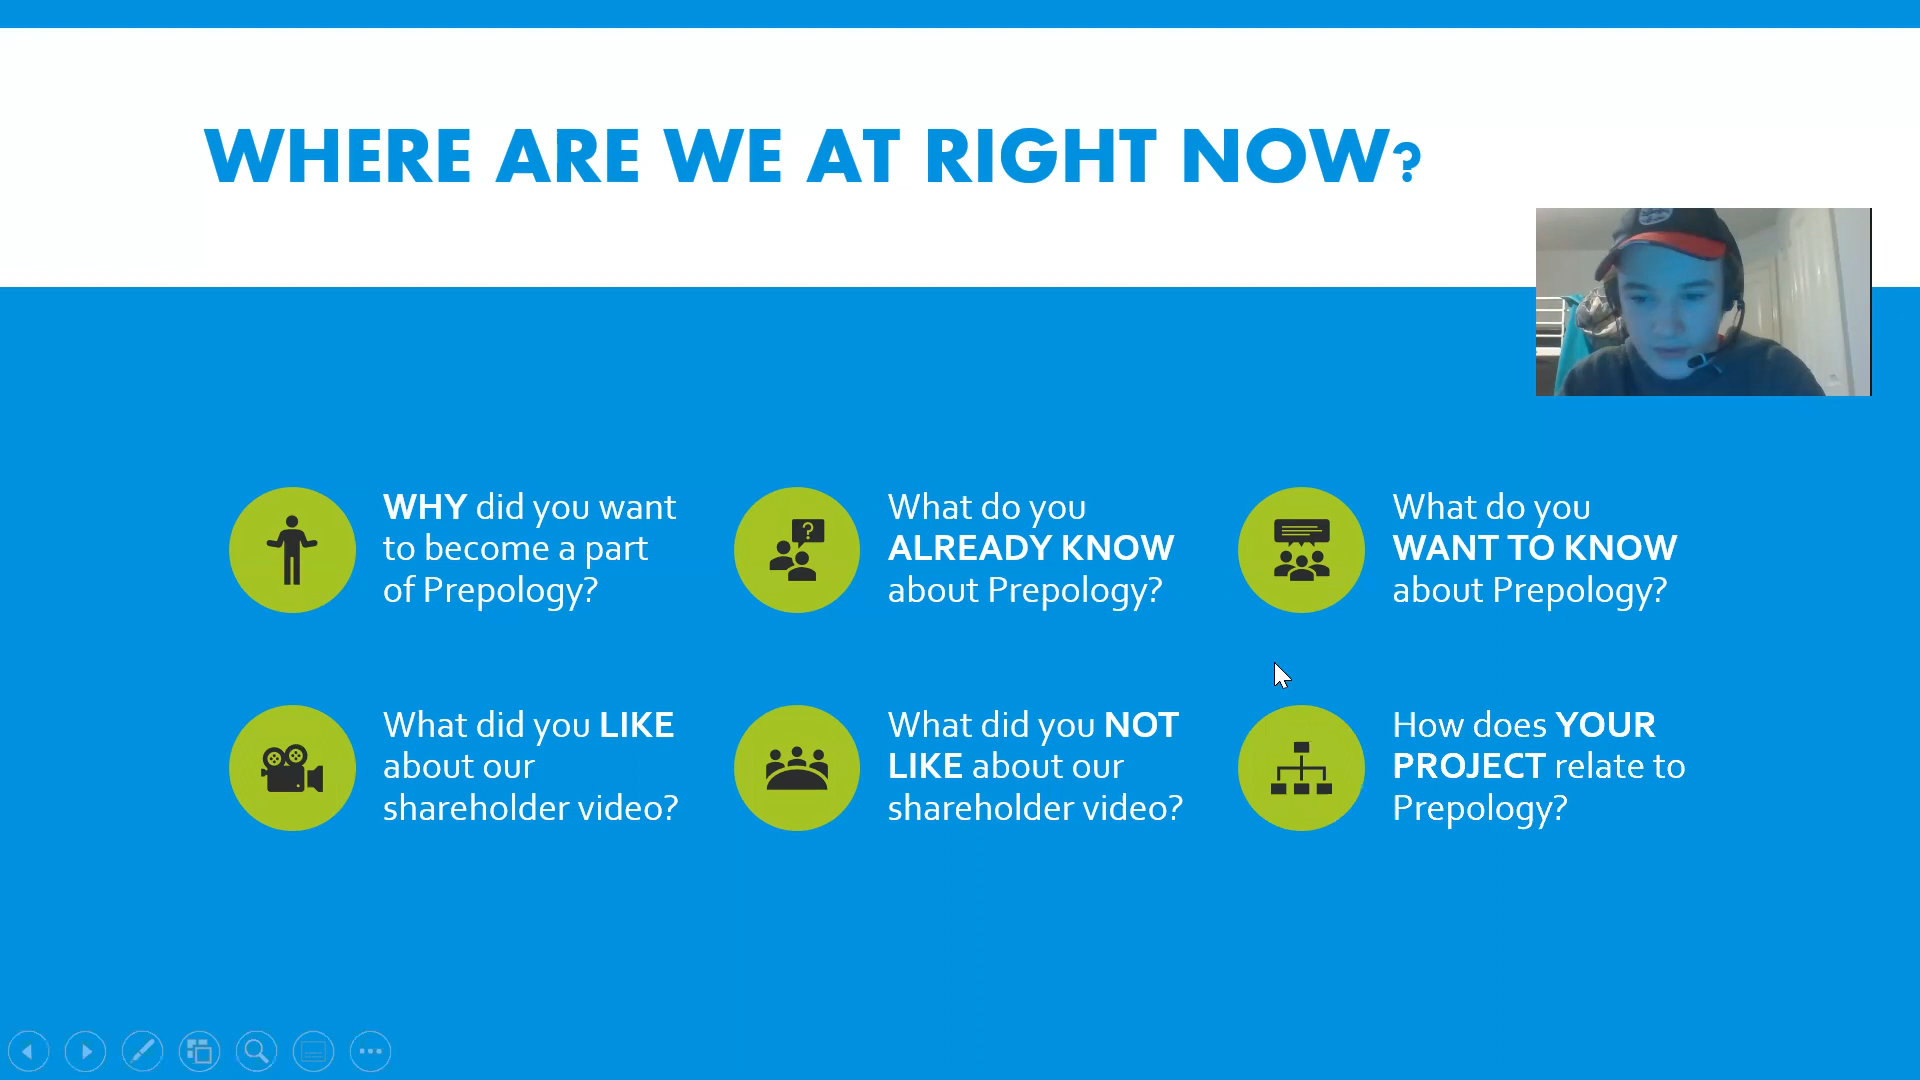 WHERE ARE WE AT RIGHT NOW?
WHY did you want
to become a part
of Prepology?
What do you
ALREADY KNOW
about Prepology?
What do you
WANT TO KNOW
about Prepology?
What did you LIKE
about our
shareholder video?
What did you NOT
LIKE about our
shareholder video?
How does YOUR
PROJECT relate to
Prepology?